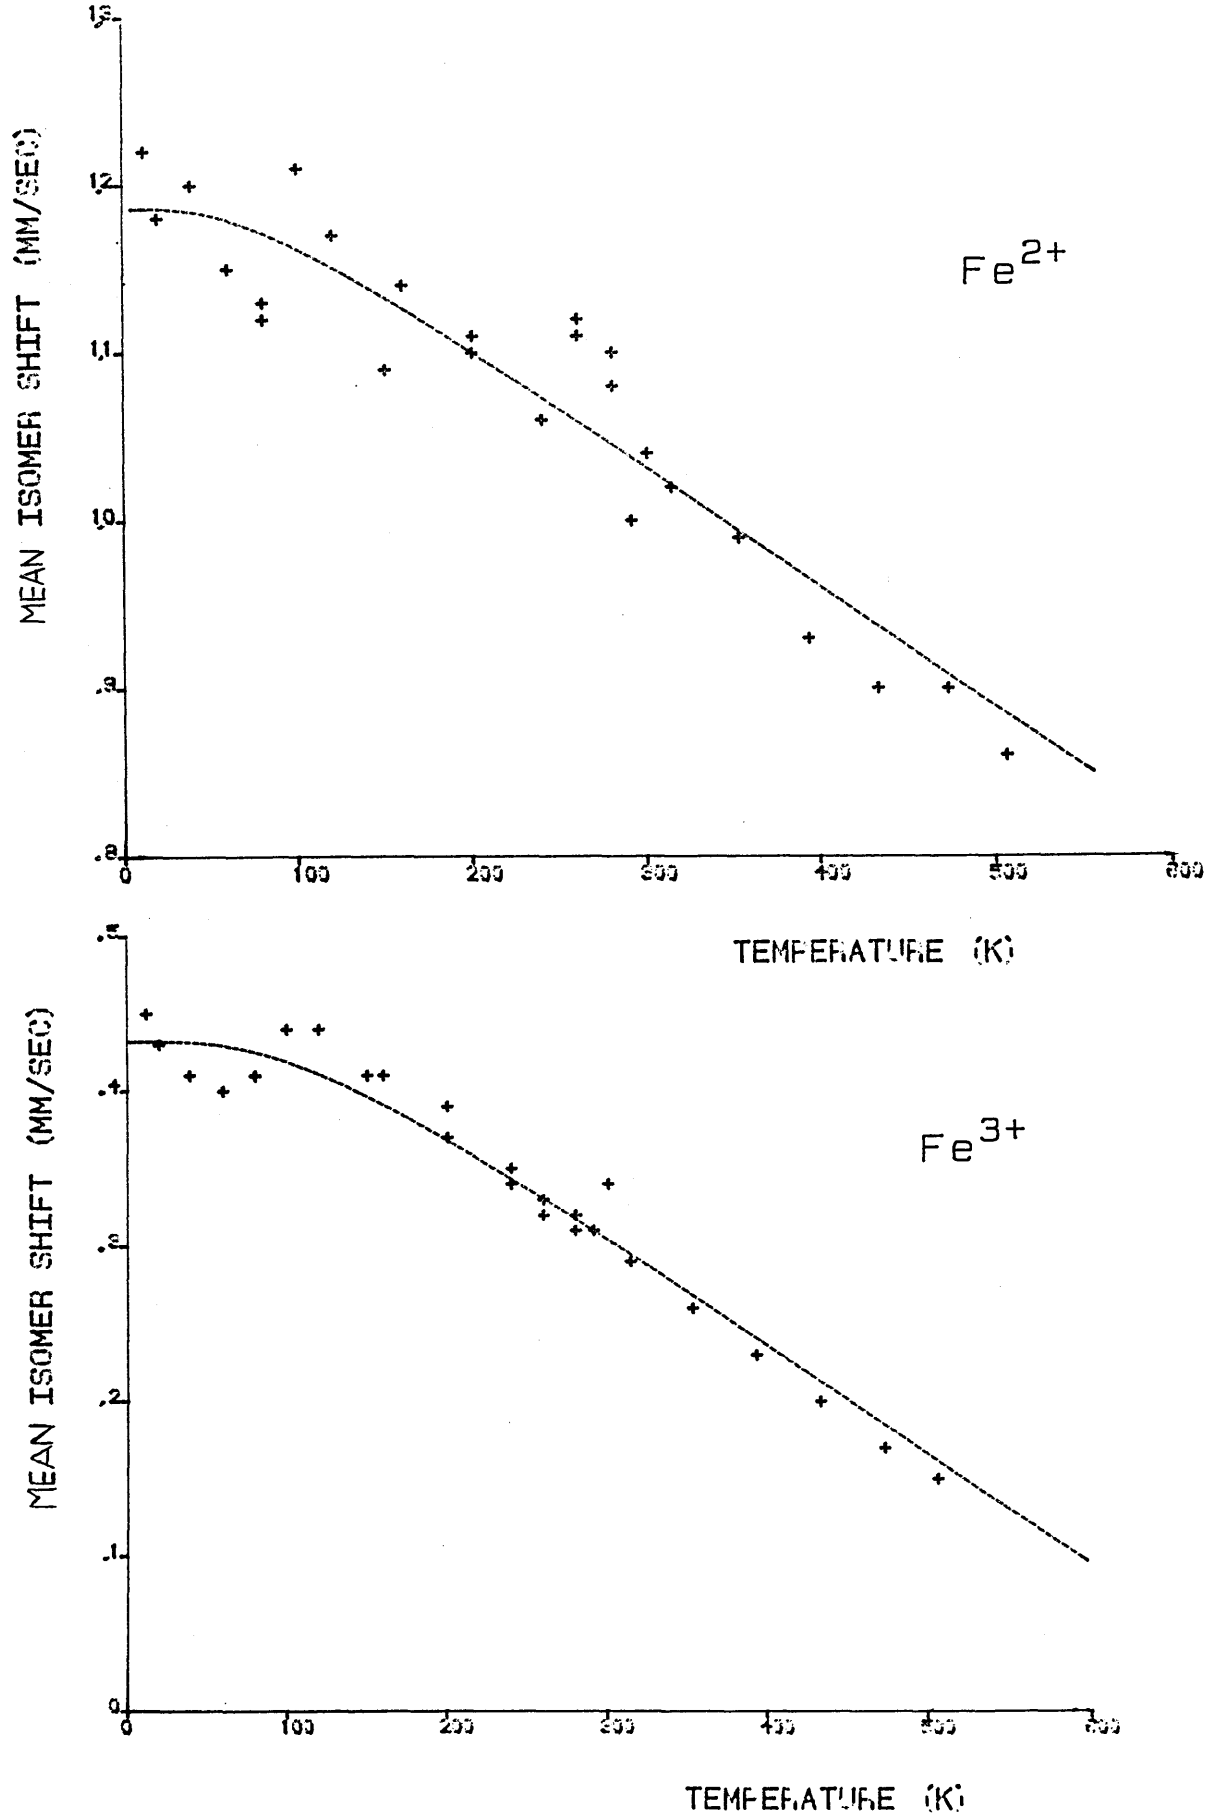 1.3
MEAN ISOMER SHIFT (MM/SEC)
1.2
Fe2+
1.1
1.0
.9
.8
0 100 200 300 400 500 600
TEMPERATURE (K)
.5
MEAN ISOMER SHIFT (MM/SEC)
.4
Fe3+
.3
.2
.1
0
0 100 200 300 400 500 600
TEMPERATURE (K)